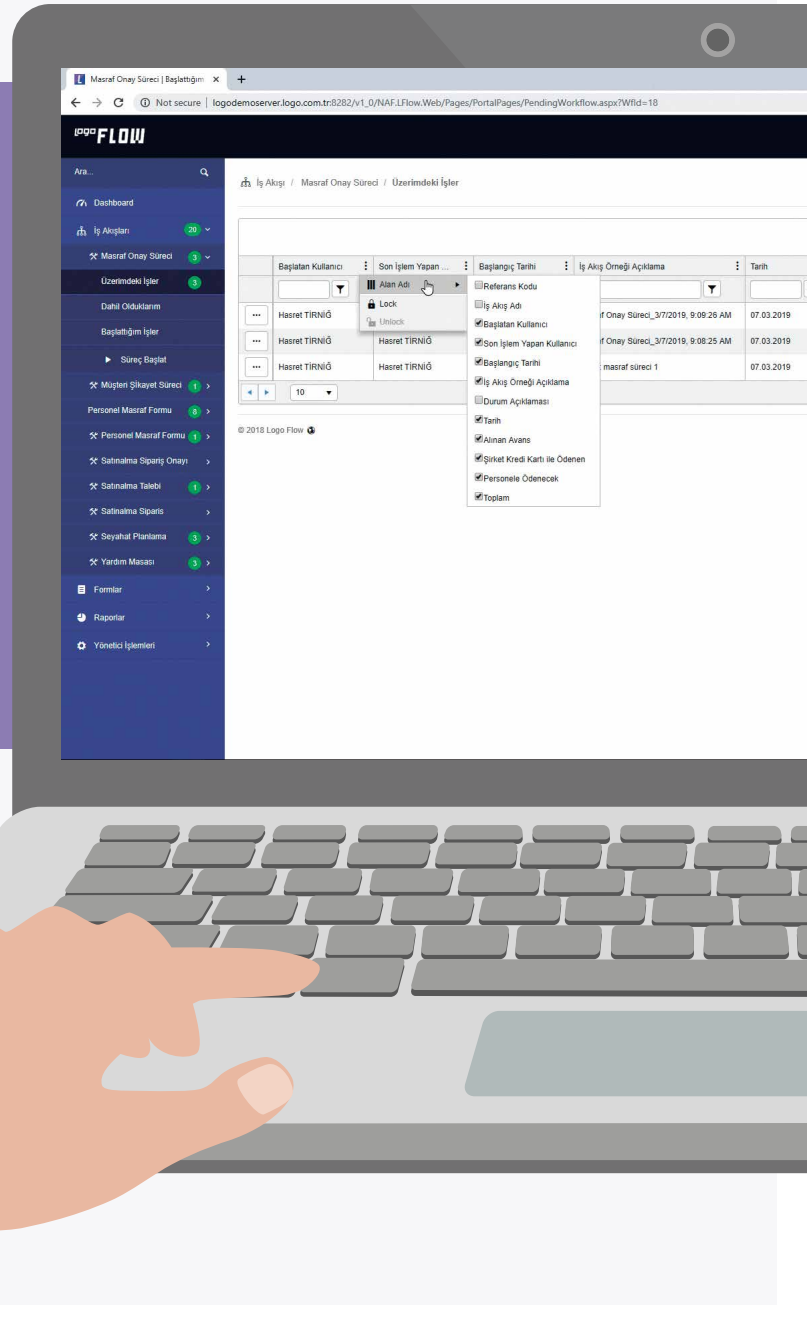 Masraf Onay Süreci | Başlattığım
Not secure | logodemoserver.logo.com.tr:8282/v1_0/NAF.LFlow.Web/Pages/PortalPages/PendingWorkflow.aspx?WfId=18
logo FLOW
Ara...
İş Akışı / Masraf Onay Süreci / Üzerimdeki İşler
Dashboard
İş Akışları 20
Masraf Onay Süreci 3
Üzerimdeki İşler 3
Dahil Olduklarım
Başlattığım İşler
Süreç Başlat
Müşteri Şİkayet Süreci 1
Personel Masraf Formu 8
Personel Masraf Formu 1
Satınalma Sipariş Onayı
Satınalma Talebi 1
Satinalma Siparis
Seyahat Planlama 3
Yardım Masası 3
Formlar
Raporlar
Yönetici İşlemleri
Başlatan Kullanıcı Son İşlem Yapan ... Başlangıç Tarihi İş Akış Örneği Açıklama Tarih
Hasret TİRNİĞ Onay Süreci_3/7/2019, 9:09:26 AM 07.03.2019
Hasret TİRNİĞ Hasret TİRNİĞ Onay Süreci_3/7/2019, 9:08:25 AM 07.03.2019
Hasret TİRNİĞ Hasret TİRNİĞ masraf süreci 1 07.03.2019
10
Alan Adı
Lock
Unlock
Referans Kodu
İş Akış Adı
Başlatan Kullanıcı
Son İşlem Yapan Kullanıcı
Başlangıç Tarihi
İş Akış Örneği Açıklama
Durum Açıklaması
Tarih
Alınan Avans
Şirket Kredi Kartı ile Ödenen
Personele Ödenecek
Toplam
© 2018 Logo Flow